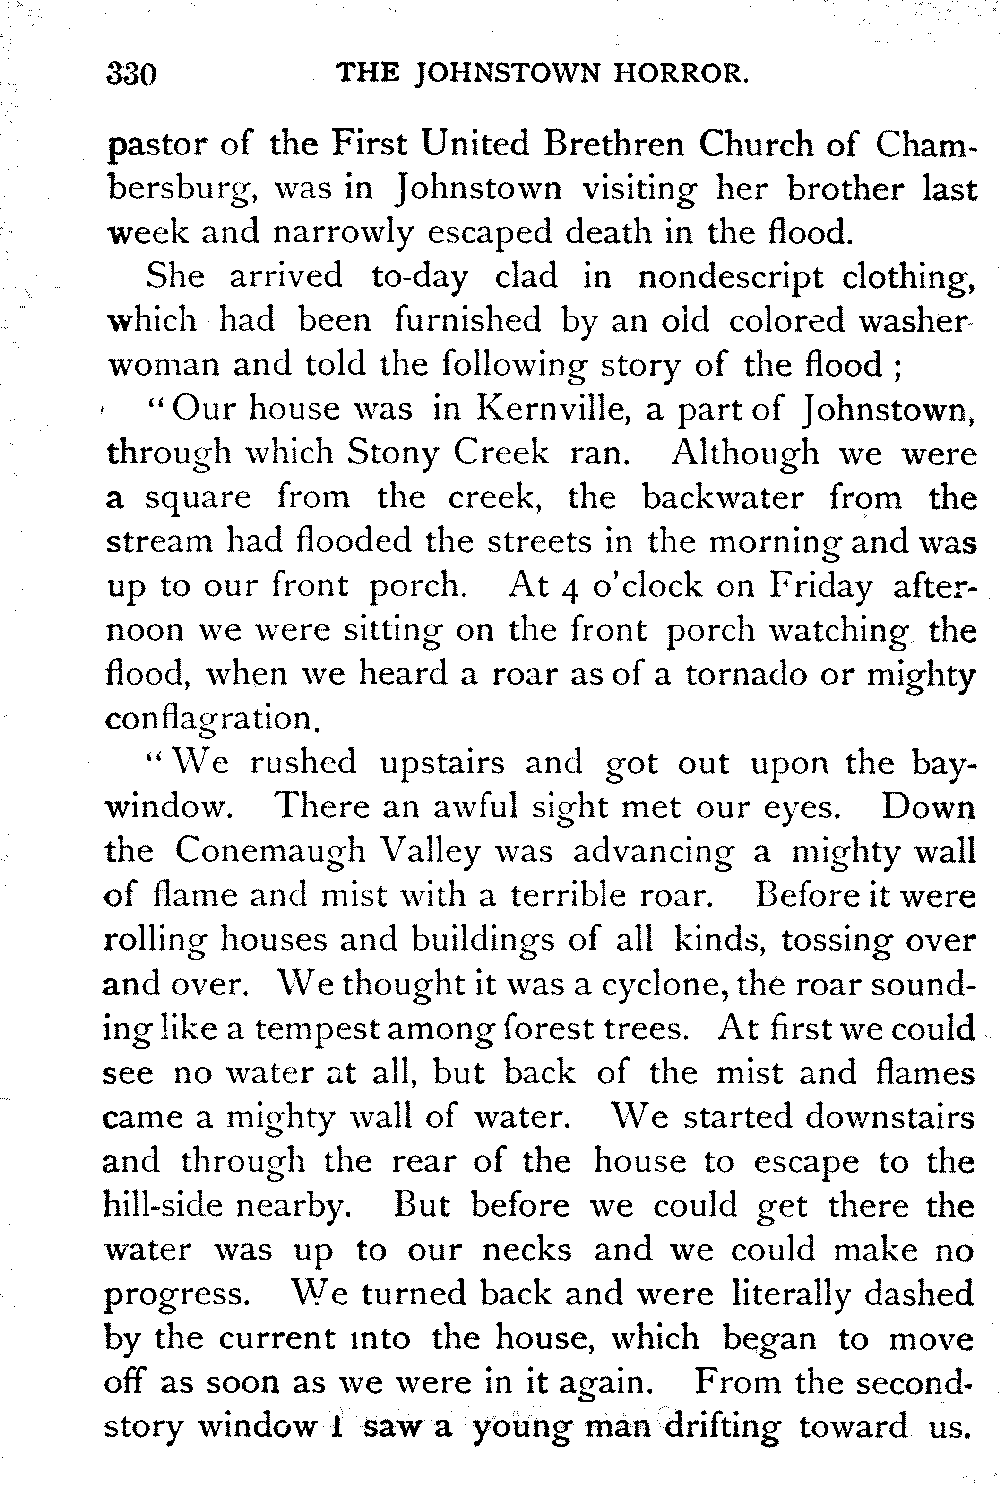 330 THE JOHNSTOWN HORROR.
pastor of the First United Brethren Church of Cham-
bersburg, was in Johnstown visiting her brother last
week and narrowly escaped death in the flood.
She arrived to-day clad in nondescript clothing,
which had been furnished by an old colored washer-
woman and told the following story of the flood ;
“Our house was in Kernville, a part of Johnstown,
through which Stony Creek ran. Although we were
a square from the creek, the backwater from the
stream had flooded the streets in the morning and was
up to our front porch. At 4 o'clock on Friday after-
noon we were sitting on the front porch watching the
flood, when we heard a roar as of a tornado or mighty
conflagration.
“We rushed upstairs and got out upon the bay-
window. There an awful sight met our eyes. Down
the Conemaugh Valley was advancing a mighty wall
of flame and mist with a terrible roar. Before it were
rolling houses and buildings of all kinds, tossing over
and over. We thought it was a cyclone, the roar sound-
ing like a tempest among forest trees. At first we could
see no water at all, but back of the mist and flames
came a mighty wall of water. We started downstairs
and through the rear of the house to escape to the
hill-side nearby. But before we could get there the
water was up to our necks and we could make no
progress. We turned back and were literally dashed
by the current into the house, which began to move
off as soon as we were in it again. From the second-
story window I saw a young man drifting toward us.